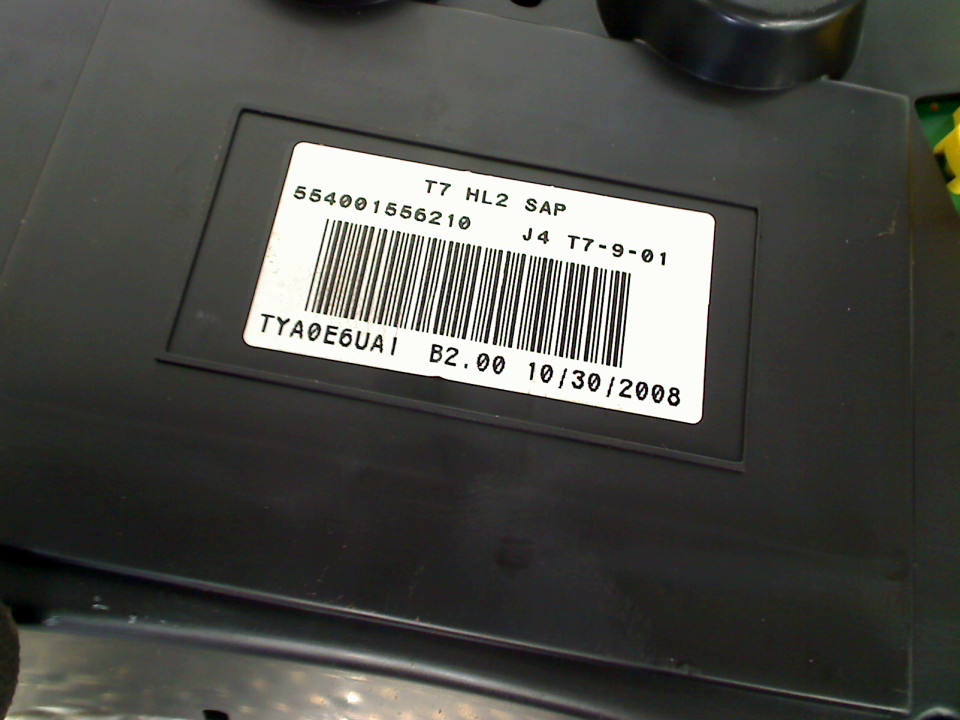 T7 HL2 SAP
554001556210 J4 T7-9-01
TYA0E6UAI B2.00 10/30/2008